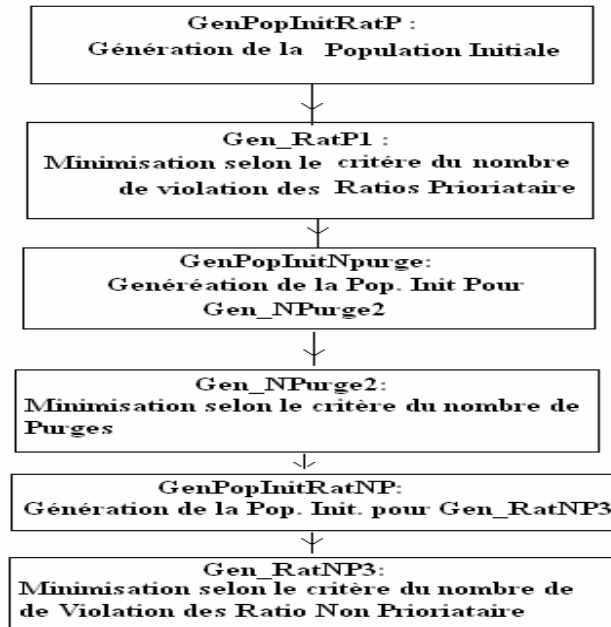 GenPopInitRatP :
Génération de la Population Initiale
Gen_RatP1 :
Minimisation selon le critére du nombre
de violation des Ratios Prioriataire
GenPopInitNpurge:
Genéréation de la Pop. Init Pour
Gen_NPurge2
Gen_NPurge2:
Minimisation selon le critère du nombre de
Purges
GenPopInitRatNP:
Génération de la Pop. Init. pour Gen_RatNP3
Gen_RatNP3:
Minimisation selon le critère du nombre de
de Violation des Ratio Non Prioriataire